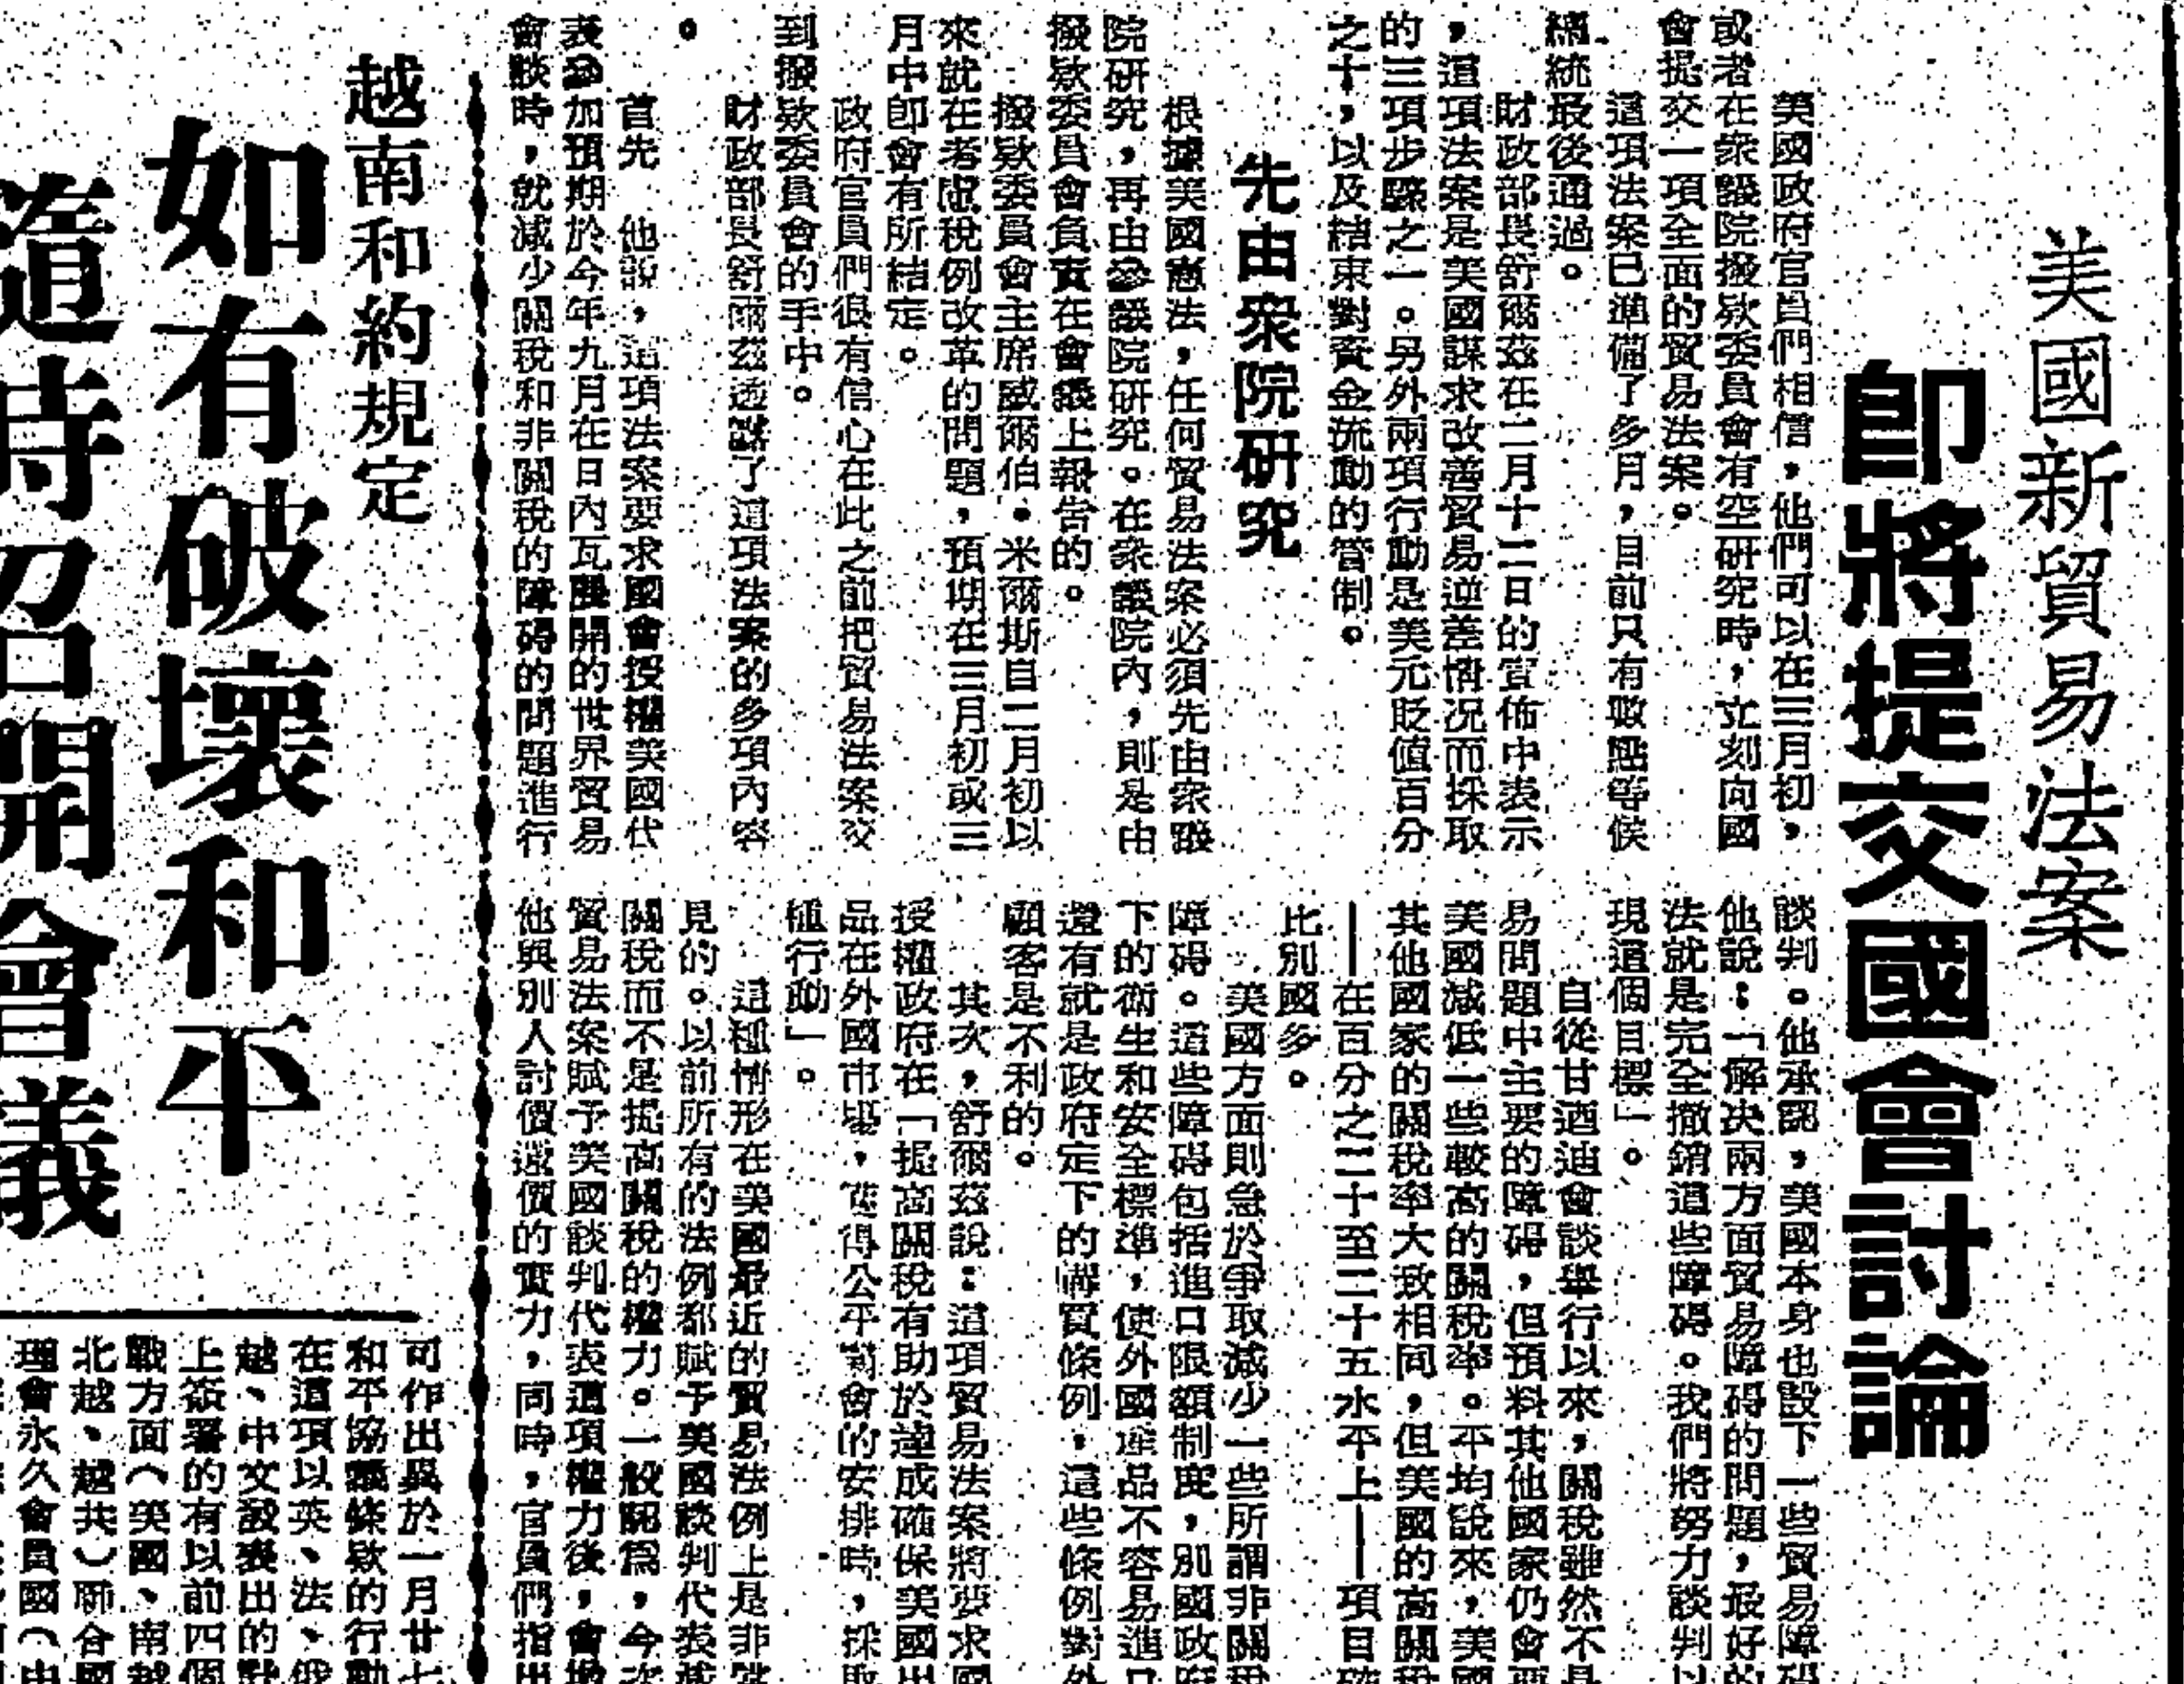 美國新貿易法案
即將提交國會討論
美國政府官員們相信，他們可以在三月初，
或者在衆議院撥欵委員會有空研究時，立刻向國
會提交一項全面的貿易法案。
這項法案已準備了多月，目前只有數點等候
總統最後通過。
財政部長舒爾茲在二月十二日的宣佈中表示
，這項法案是美國謀求改善貿易逆差情况而採取
的三項步驟之一。另外兩項行動是美元貶值百分
之十，以及結束對資金流動的管制。
先由衆院研究
根據美國憲法，任何貿易法案必須先由衆議
院研究，再由參議院研究。在衆議院內，則是由
撥欵委員會負責在會議上報告的。
撥欵委員會主席威爾伯．米爾斯自二月初以
來就在考慮稅例改革的問題，預期在三月初或三
月中即會有所結定。
政府官員們很有信心在此之前把貿易法案交
到撥欵委員會的手中。
財政部長舒爾茲透露了這項法案的多項內容
。
首先　他說，這項法案要求國會授權美國代
表參加預期於今年九月在日內瓦展開的世界貿易
會談時，就減少關稅和非關稅的障碍的問題進行
談判。他承認，美國本身也設下一些貿易障碍
他說：「解决兩方面貿易障碍的問題，最好的
法就是完全撤銷這些障碍。我們將努力談判以
現這個目標」。
自從甘迺迪會談舉行以來，關稅雖然不是
易問題中主要的障碍，但預料其他國家仍會要
美國減低一些較高的關稅率。平均說來，美國
其他國家的關稅率大致相同，但美國的高關稅
——在百分之二十至二十五水平上——項目確
比別國多。
美國方面則急於爭取減少一些所謂非關稅
障碍。這些障碍包括進口限額制度，別國政府
下的衛生和安全標準，使外國產品不容易進口
還有就是政府定下的購買條例，這些條例對外
顧客是不利的。
其次，舒爾茲說：這項貿易法案將要求國
授權政府在「提高關稅有助於達成確保美國出
品在外國市塲，獲得公平機會的安排時，採取
種行動」。
這種情形在美國最近的貿易法例上是非常
見的。以前所有的法例都賦予美國談判代表減
關稅而不是提高關稅的權力。一般認爲，今次
貿易法案賦予美國談判代表這項權力後，會增
他與別人討價還價的實力，同時，官員們指出
越南和約規定
如有破壞和平
隨時召開會議
可作出異於一月廿七
和平協議條欵的行動
在這項以英、法、俄
越、中文發表出的
上簽署的有以前四個
戰方面（美國、南越
北越、越共）聯合國
理會永久會員國（中